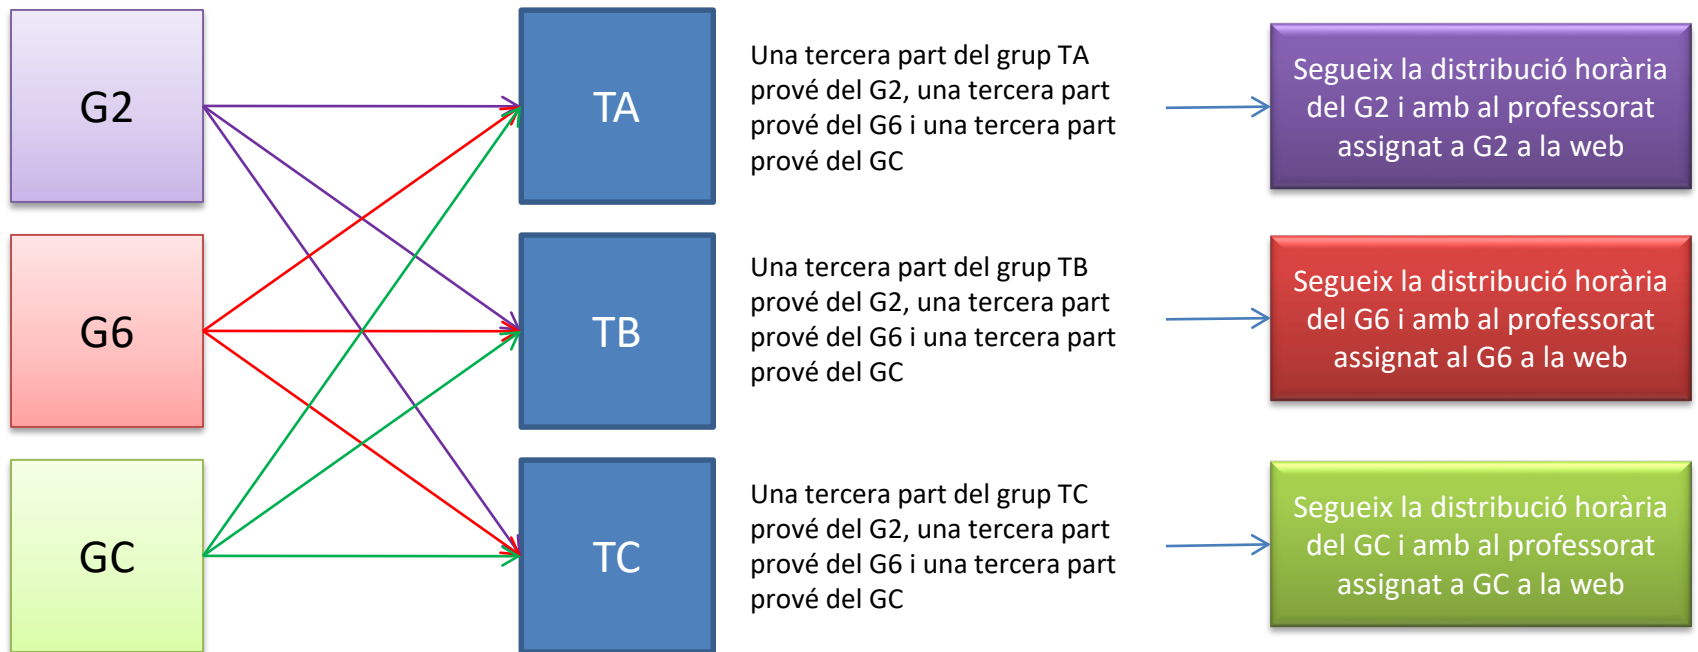 G2
TA
Una tercera part del grup TA
prové del G2, una tercera part
prové del G6 i una tercera part
prové del GC
Segueix la distribució horària
del G2 i amb al professorat
assignat a G2 a la web
G6
TB
Una tercera part del grup TB
prové del G2, una tercera part
prové del G6 i una tercera part
prové del GC
Segueix la distribució horària
del G6 i amb al professorat
assignat al G6 a la web
GC
TC
Una tercera part del grup TC
prové del G2, una tercera part
prové del G6 i una tercera part
prové del GC
Segueix la distribució horària
del GC i amb al professorat
assignat a GC a la web